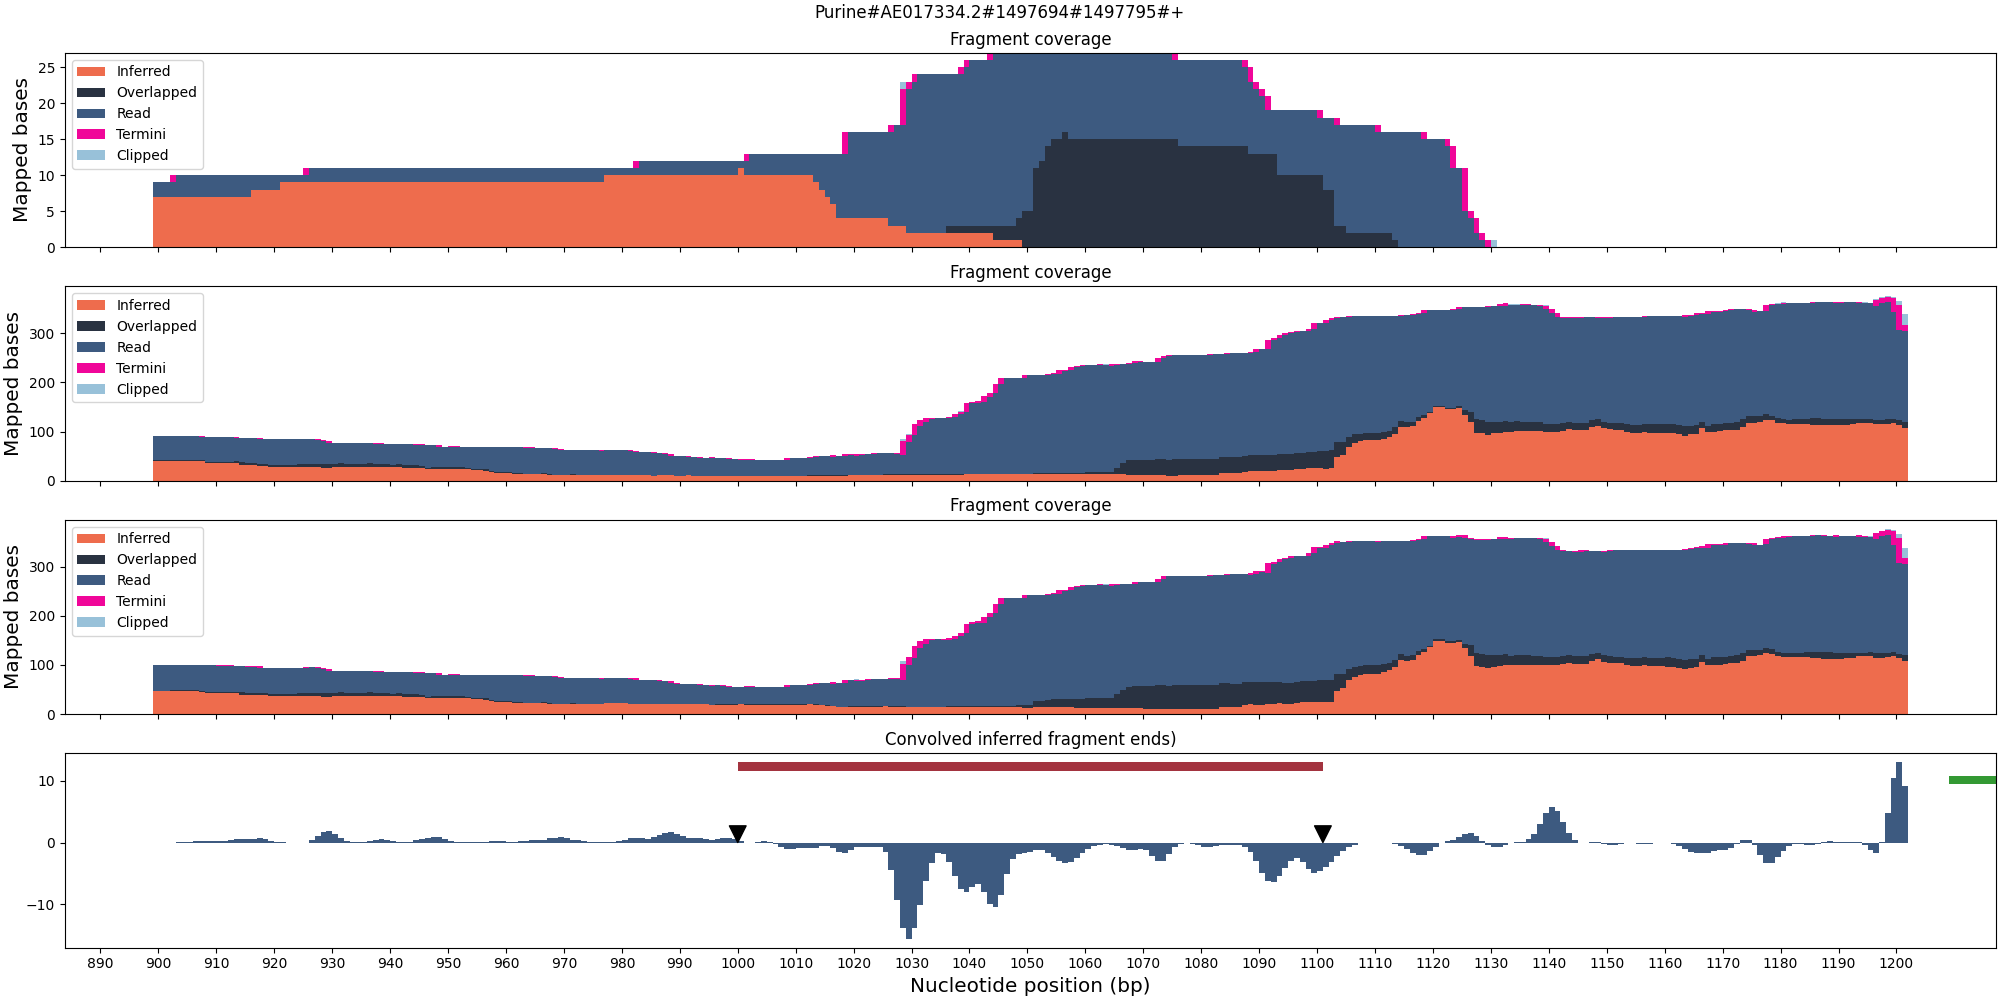 Purine#AE017334.2#1497694#1497795#+
Fragment coverage
Mapped bases
25
20
15
10
5
0
Inferred
Overlapped
Read
Termini
Clipped
Fragment coverage
Mapped bases
300
200
100
0
Inferred
Overlapped
Read
Termini
Clipped
Fragment coverage
Mapped bases
300
200
100
0
Inferred
Overlapped
Read
Termini
Clipped
Convolved inferred fragment ends)
10
0
−10
890 900 910 920 930 940 950 960 970 980 990 1000 1010 1020 1030 1040 1050 1060 1070 1080 1090 1100 1110 1120 1130 1140 1150 1160 1170 1180 1190 1200
Nucleotide position (bp)